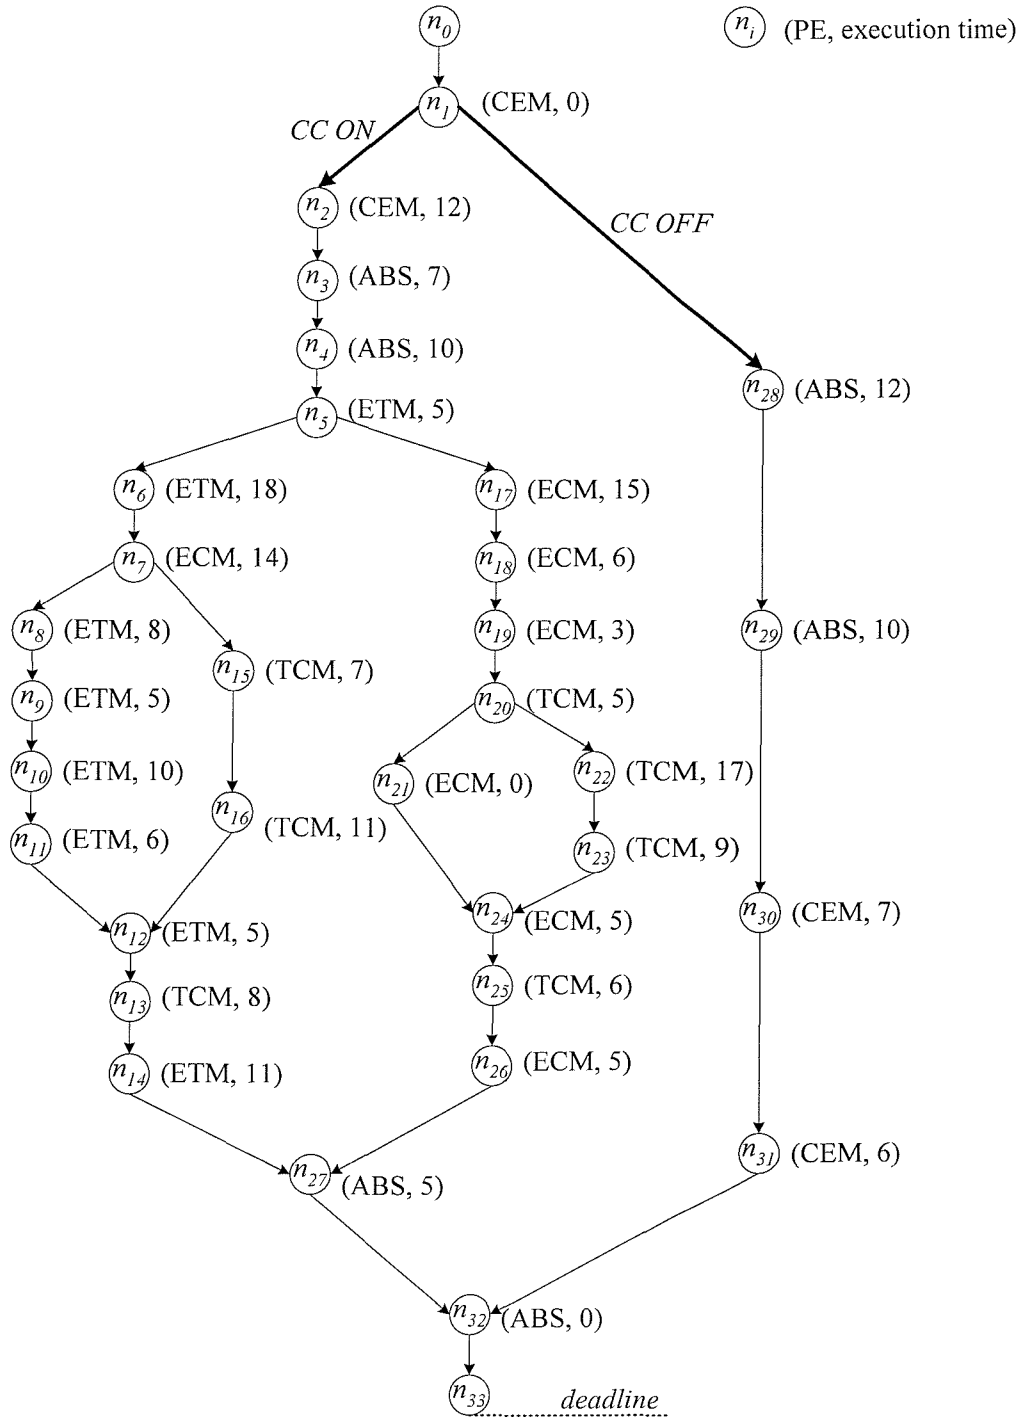 n0
ni (PE, execution time)
n1 (CEM, 0)
CC ON
n2 (CEM, 12)
CC OFF
n3 (ABS, 7)
n4 (ABS, 10)
n28 (ABS, 12)
n5 (ETM, 5)
n6 (ETM, 18)
n17 (ECM, 15)
n7 (ECM, 14)
n18 (ECM, 6)
n8 (ETM, 8)
n19 (ECM, 3)
n29 (ABS, 10)
n15 (TCM, 7)
n9 (ETM, 5)
n20 (TCM, 5)
n10 (ETM, 10)
n21 (ECM, 0)
n22 (TCM, 17)
n16 (TCM, 11)
n11 (ETM, 6)
n23 (TCM, 9)
n12 (ETM, 5)
n24 (ECM, 5)
n30 (CEM, 7)
n13 (TCM, 8)
n25 (TCM, 6)
n14 (ETM, 11)
n26 (ECM, 5)
n31 (CEM, 6)
n27 (ABS, 5)
n32 (ABS, 0)
n33 deadline